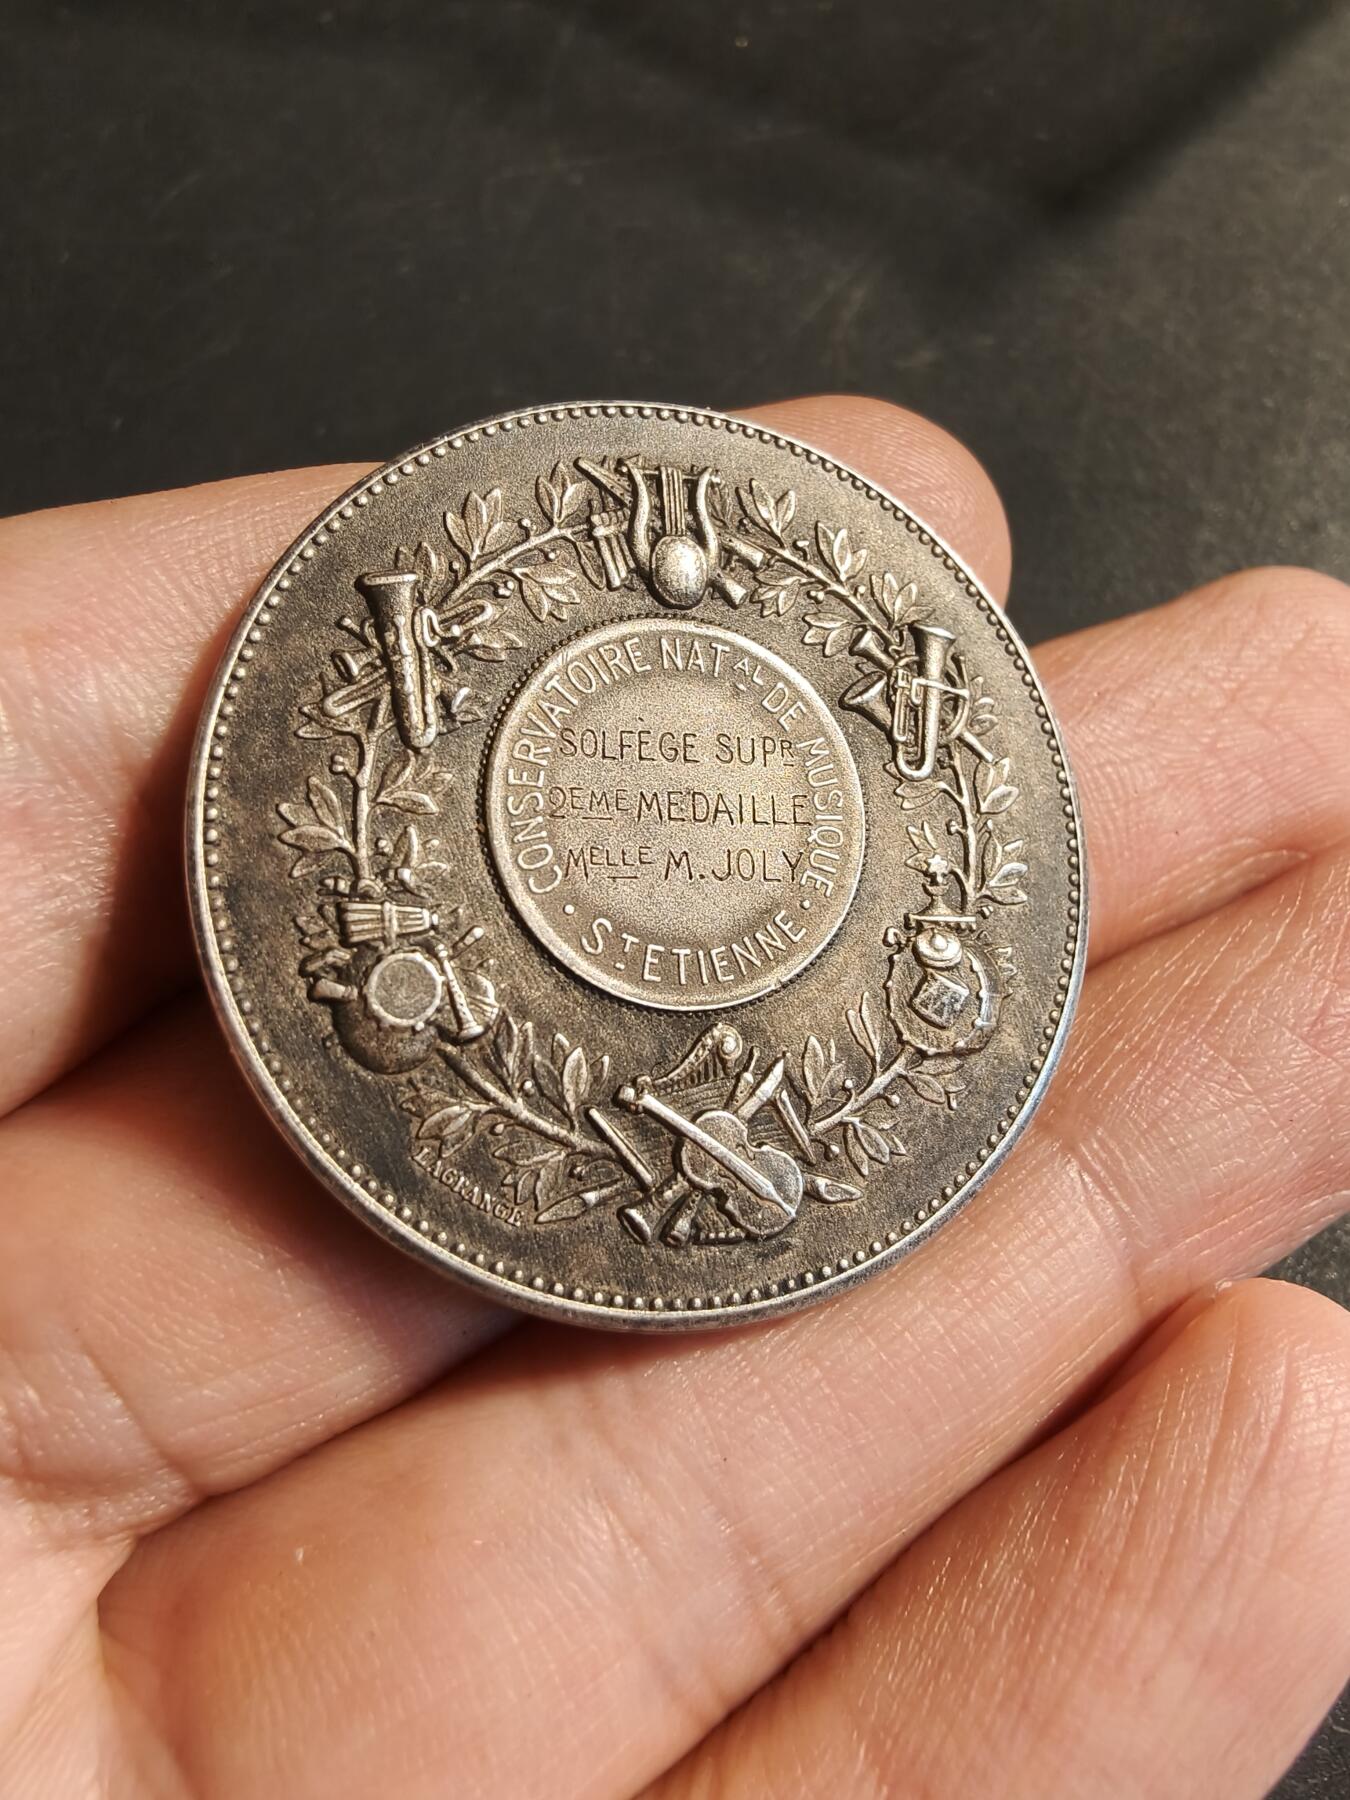 CONSERVATOIRE NATAL DE MUSIQUE
SOLFÈGE SUPR
2EME MEDAILLE
MELLE M. JOLY
• ST ETIENNE •
LAGRANGE